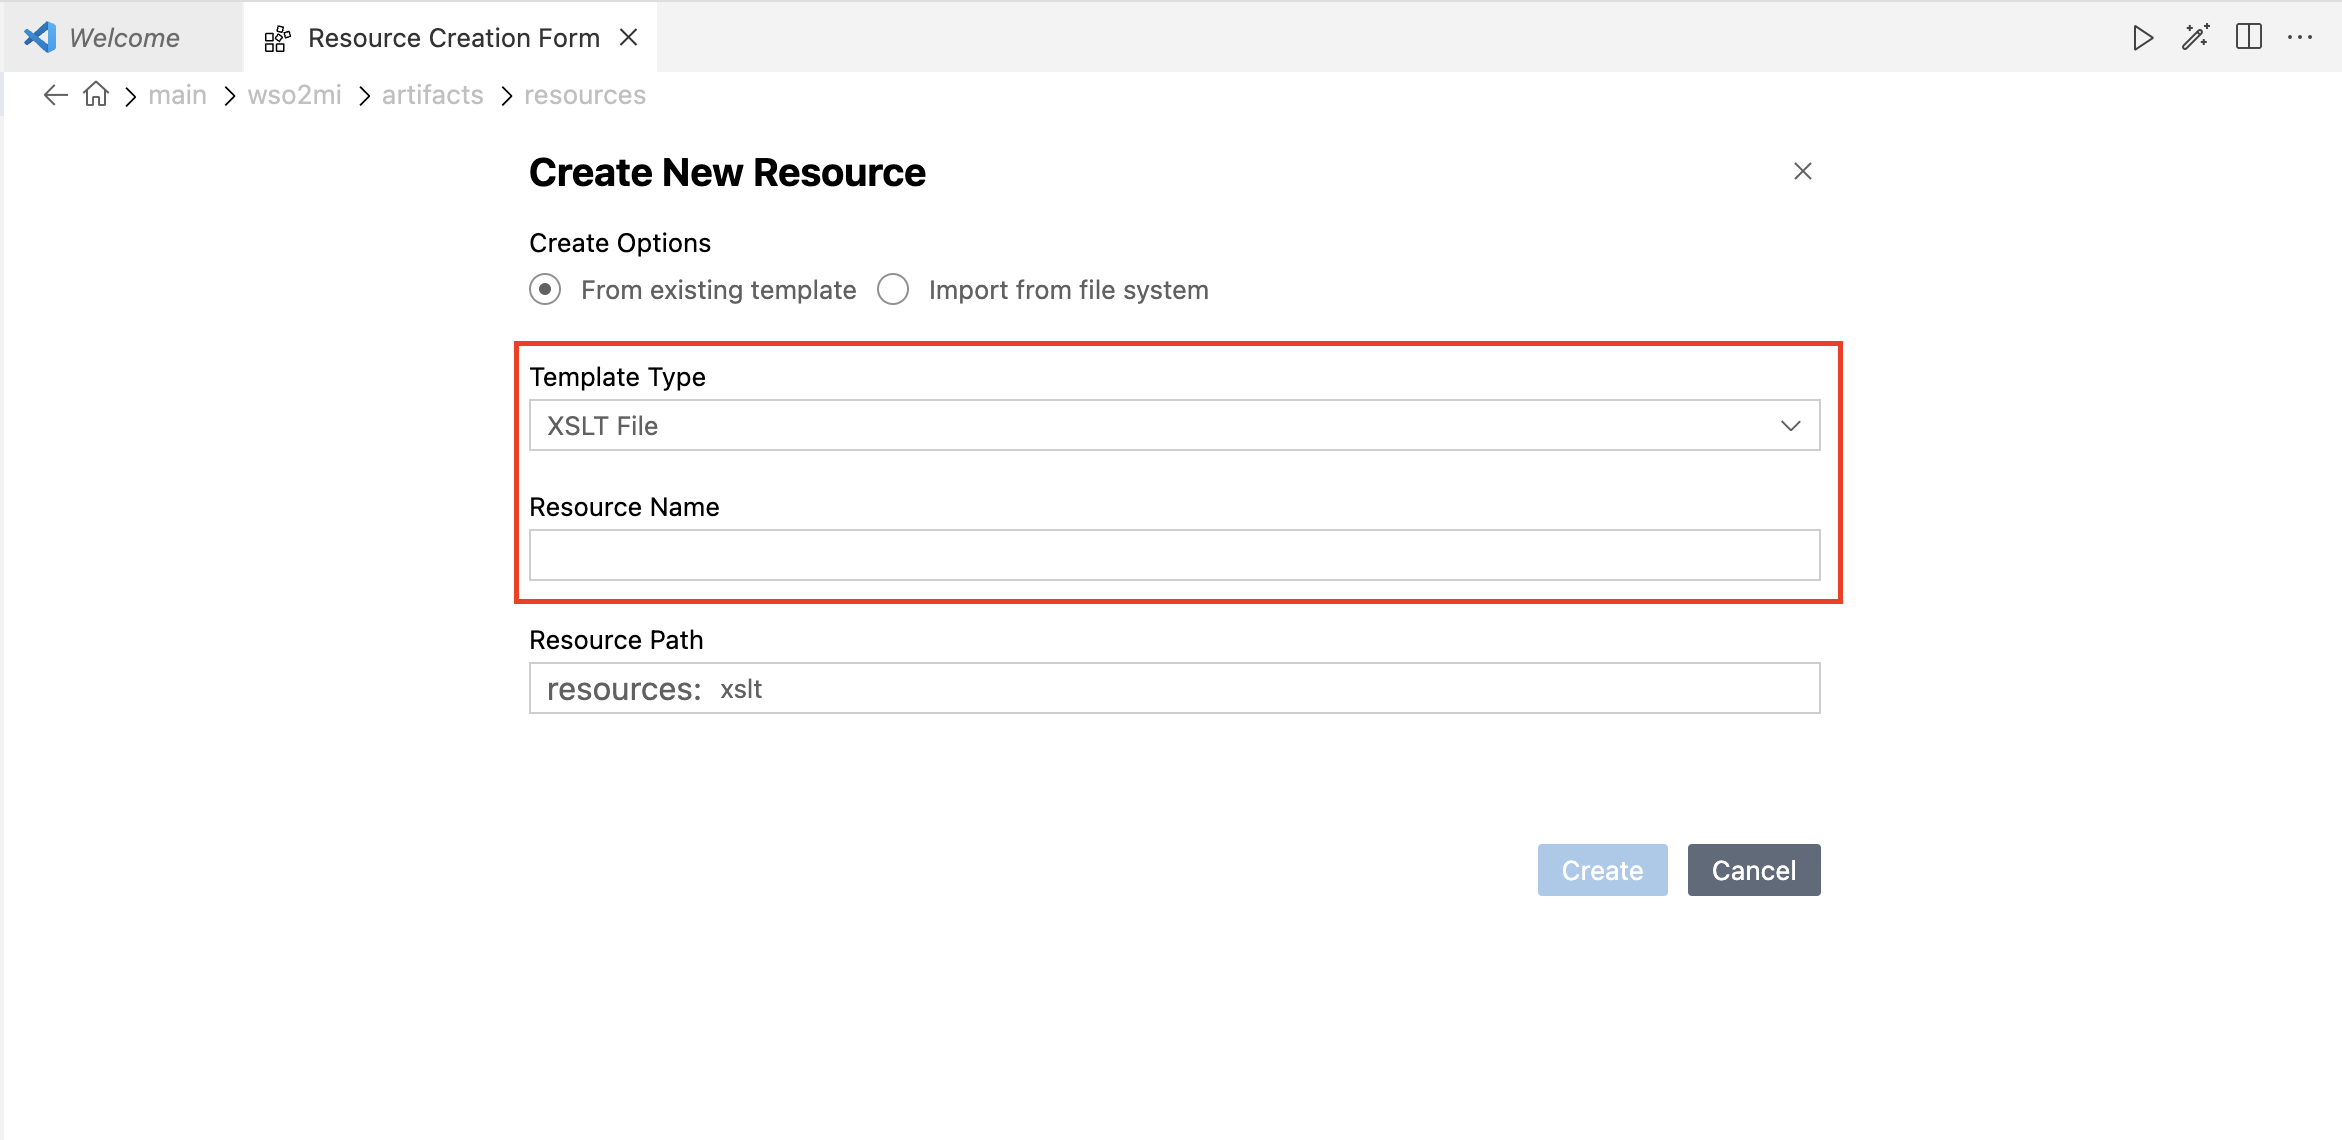 Welcome
Resource Creation Form
main wso2mi artifacts resources
Create New Resource
Create Options
From existing template Import from file system
Template Type
XSLT File
Resource Name
Resource Path
resources: xslt
Create Cancel